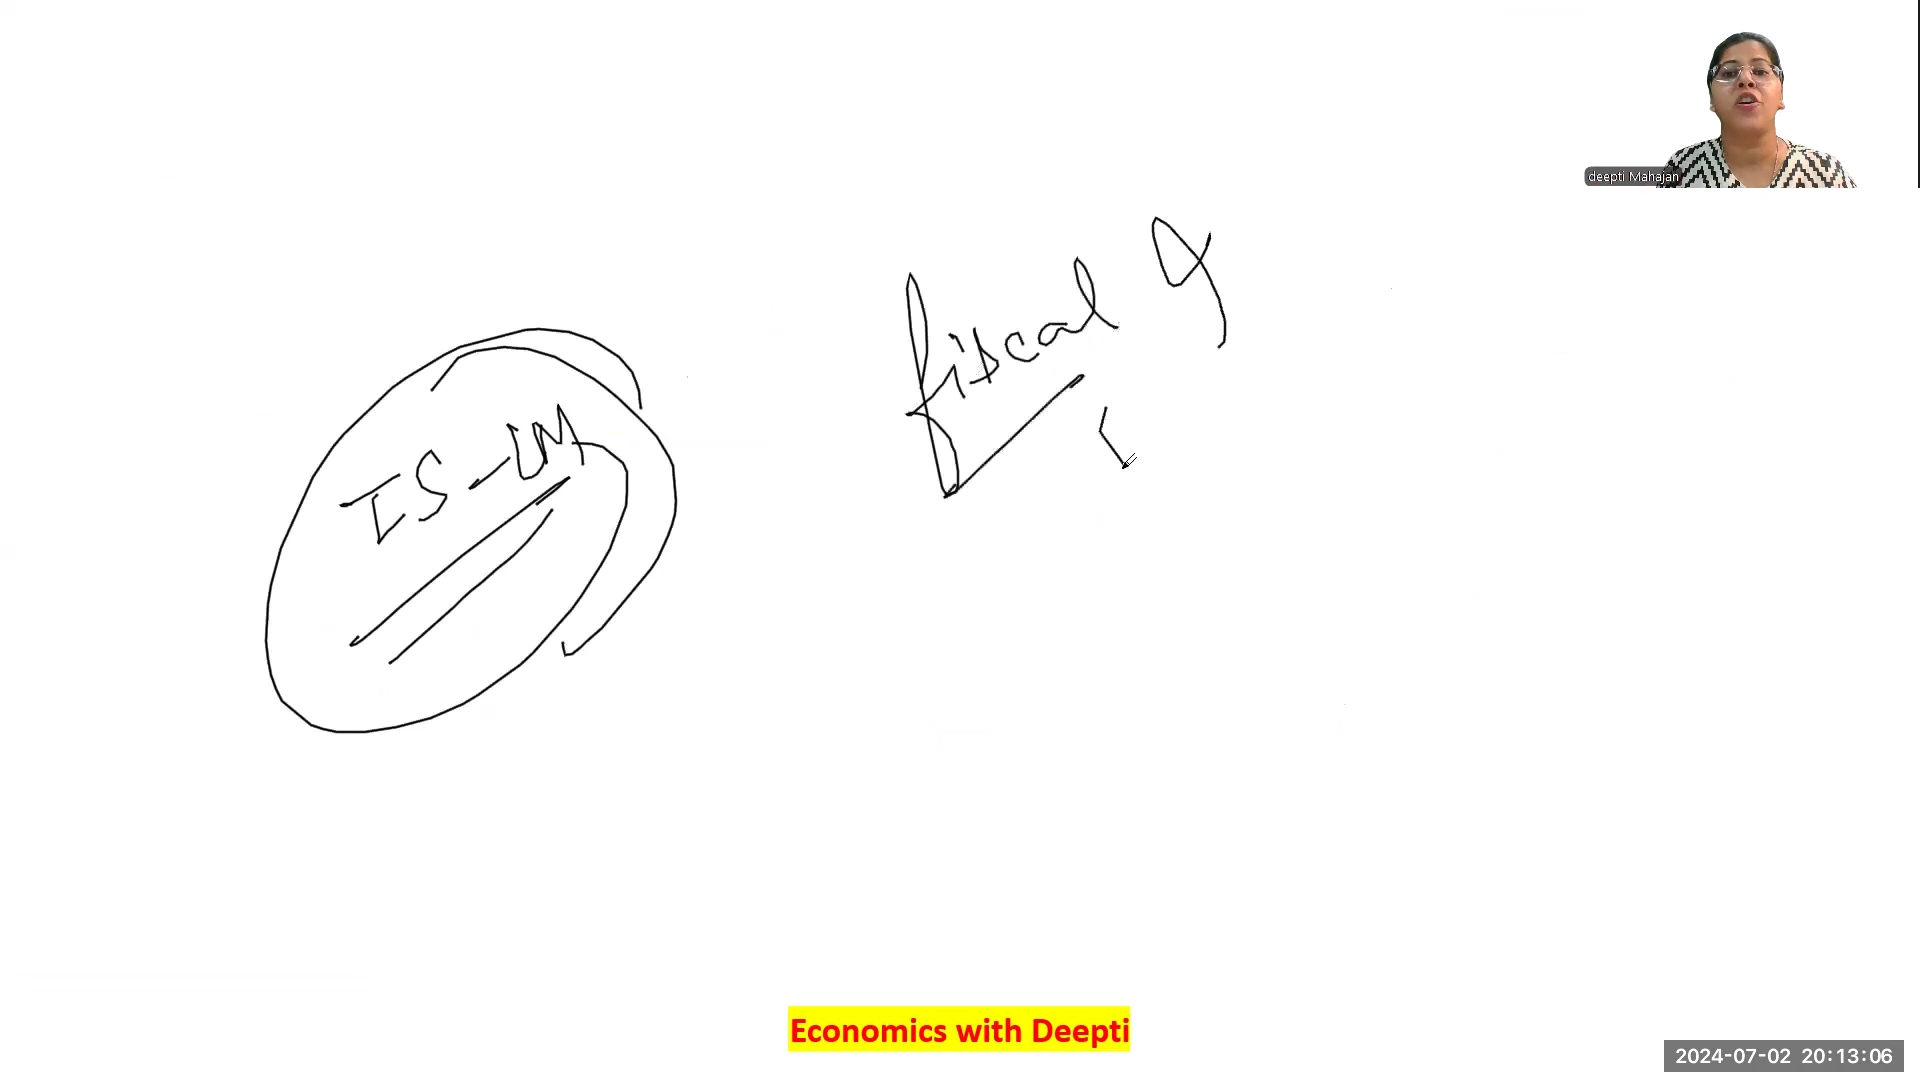 deepti Mahajan
fiscal
IS-LM
Economics with Deepti
2024-07-02 20:13:06